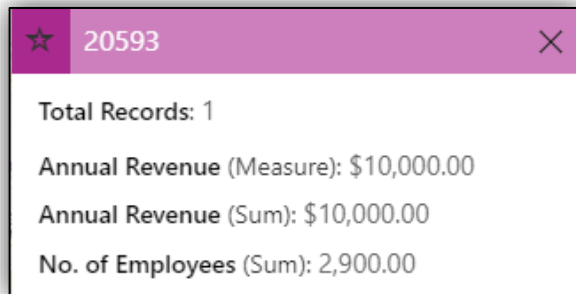 20593
Total Records: 1
Annual Revenue (Measure): $10,000.00
Annual Revenue (Sum): $10,000.00
No. of Employees (Sum): 2,900.00